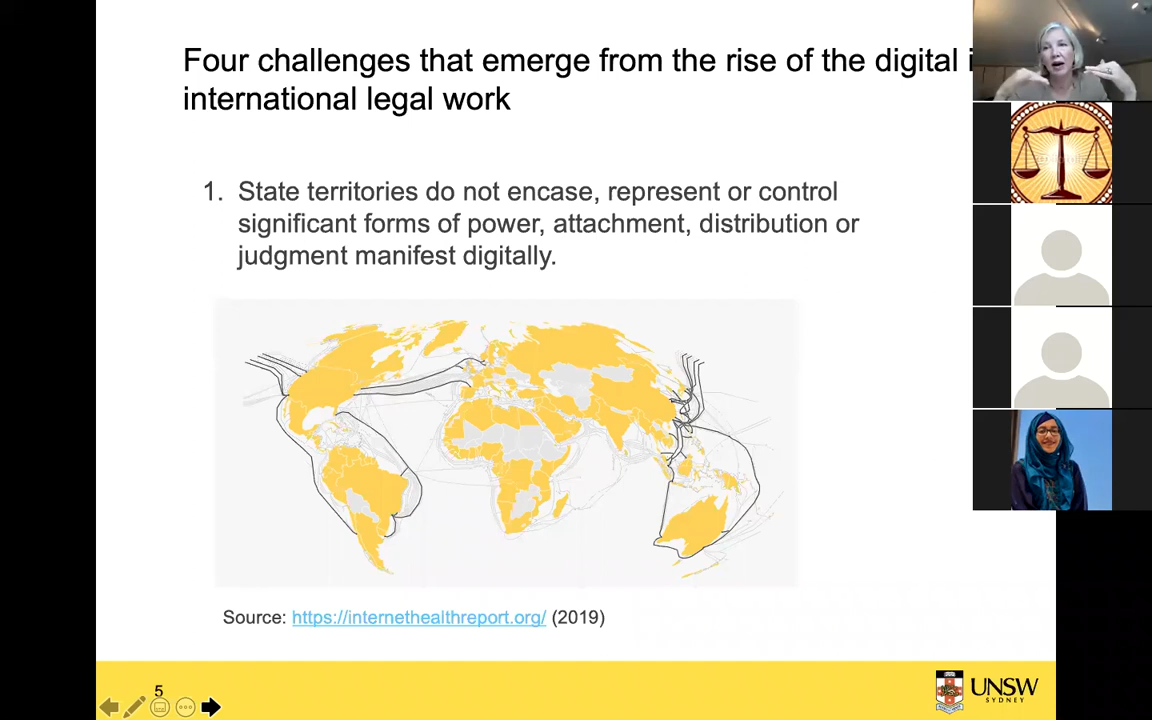 Four challenges that emerge from the rise of the digital
international legal work
1. State territories do not encase, represent or control
significant forms of power, attachment, distribution or
judgment manifest digitally.
Source: https://internethealthreport.org/ (2019)
5
UNSW
SYDNEY